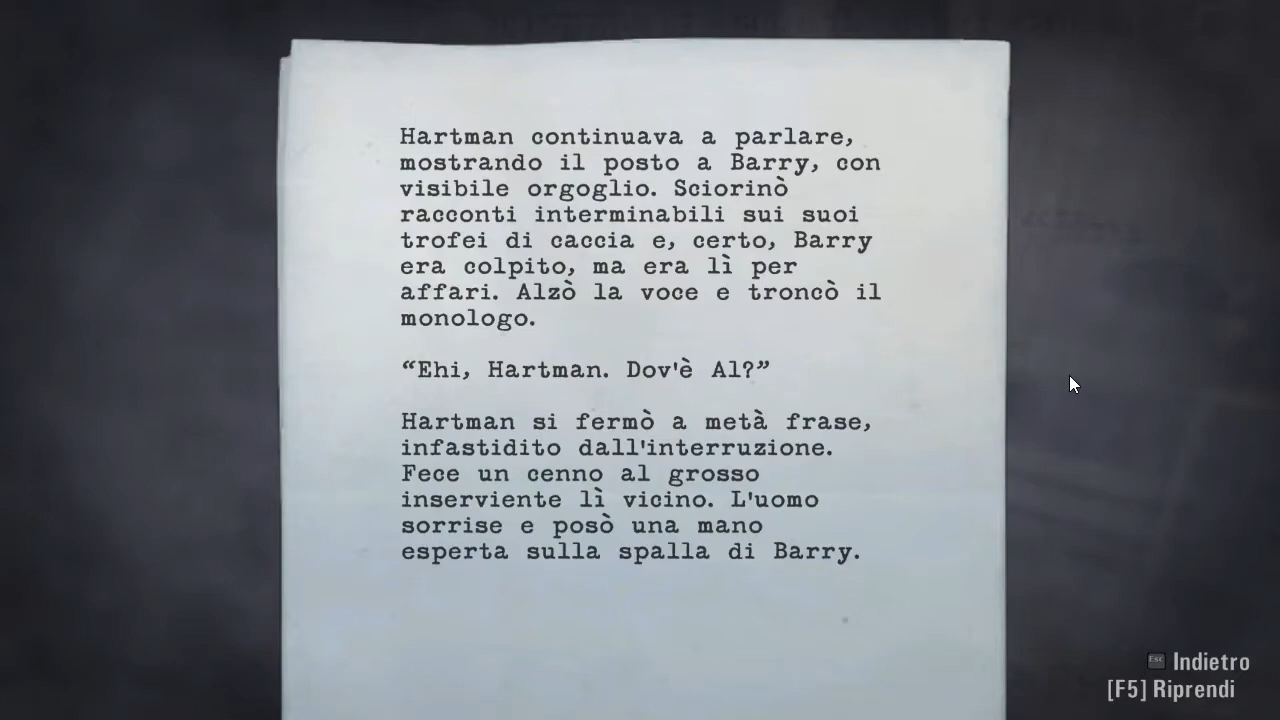 Hartman continuava a parlare,
mostrando il posto a Barry, con
visibile orgoglio. Sciorinò
racconti interminabili sui suoi
trofei di caccia e, certo, Barry
era colpito, ma era lì per
affari. Alzò la voce e troncò il
monologo.
“Ehi, Hartman. Dov'è Al?”
Hartman si fermò a metà frase,
infastidito dall'interruzione.
Fece un cenno al grosso
inserviente lì vicino. L'uomo
sorrise e posò una mano
esperta sulla spalla di Barry.
Esc Indietro
[F5] Riprendi